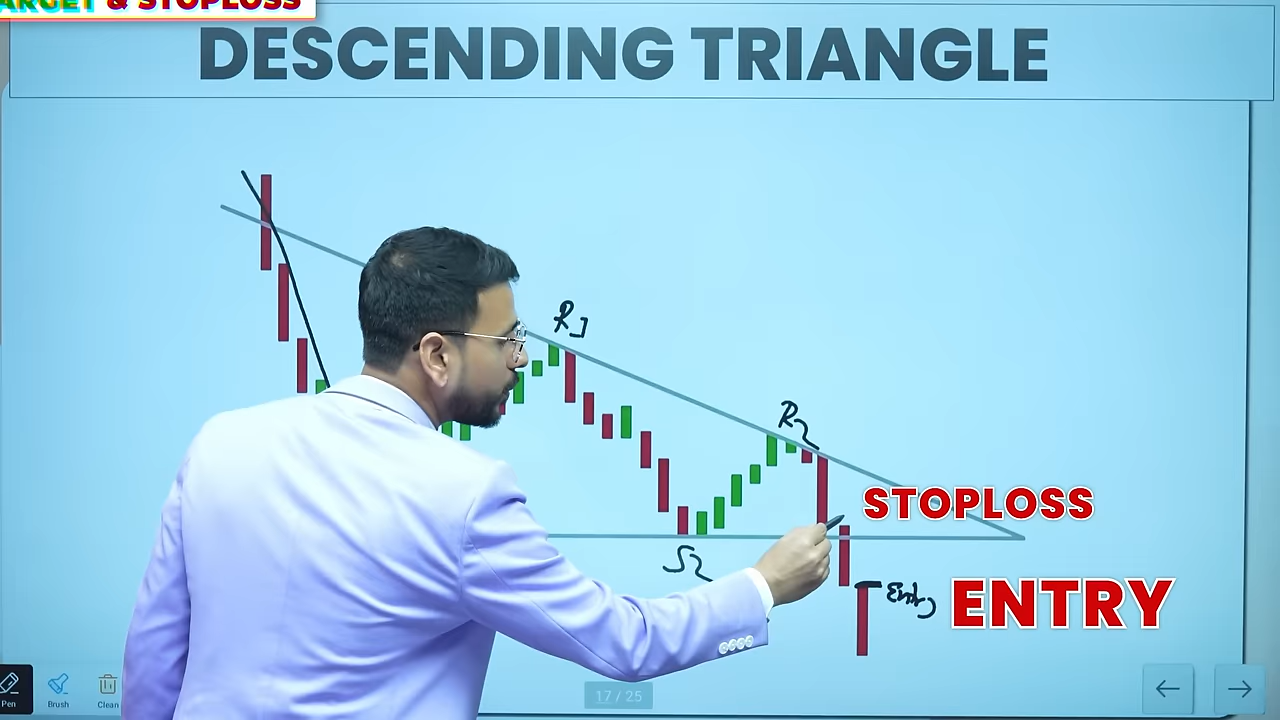 ARGET & STOPLOSS
DESCENDING TRIANGLE
R1
R2
STOPLOSS
S2
Entry
ENTRY
Pen
Brush
Clean
17 / 25